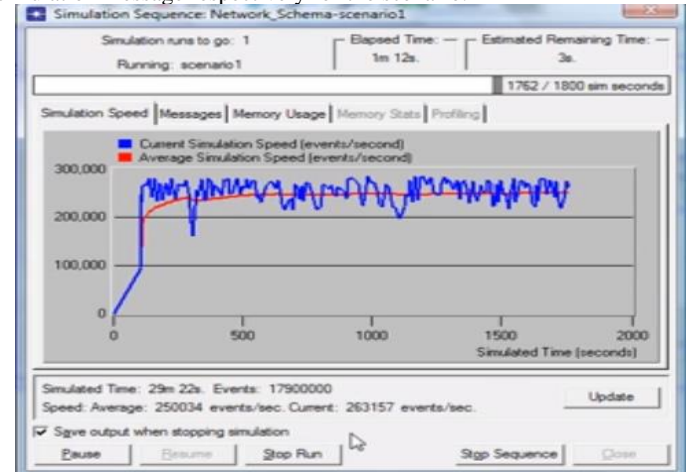 Simulation Sequence: Network_Schema-scenario1
Simulation runs to go: 1
Running: scenario1
Elapsed Time:
1m 12s.
Estimated Remaining Time:
3s.
1762 / 1800 sim seconds
Simulation Speed Messages Memory Usage Memory Stats Profiling
Current Simulation Speed (events/second)
Average Simulation Speed (events/second)
300,000
200,000
100,000
0
0 500 1000 1500 2000
Simulated Time (seconds)
Simulated Time: 29m 22s. Events: 17900000
Speed: Average: 250034 events/sec. Current: 263157 events/sec.
Update
Save output when stopping simulation
Pause Resume Stop Run Stop Sequence Close